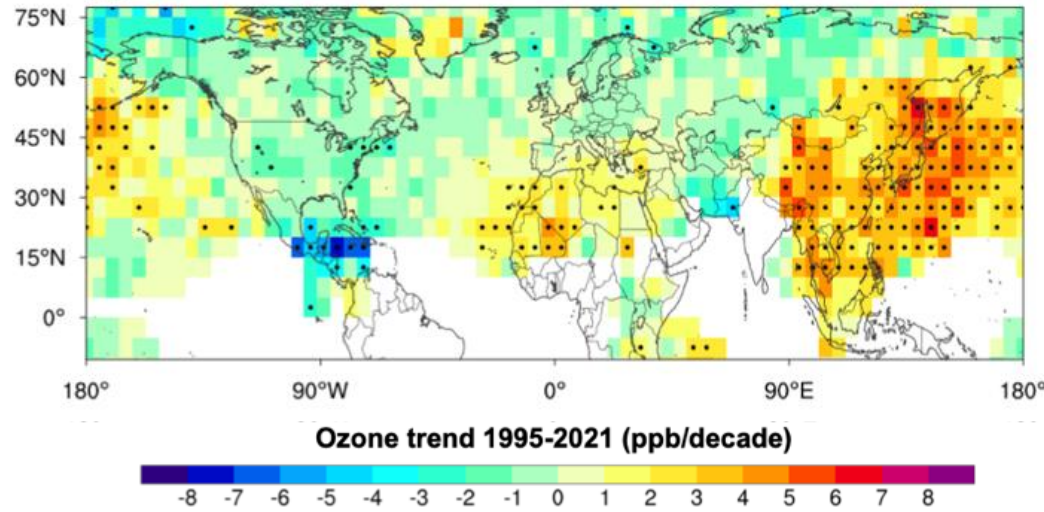 75°N
60°N
45°N
30°N
15°N
0°
180° 90°W 0° 90°E 180°
Ozone trend 1995-2021 (ppb/decade)
-8 -7 -6 -5 -4 -3 -2 -1 0 1 2 3 4 5 6 7 8